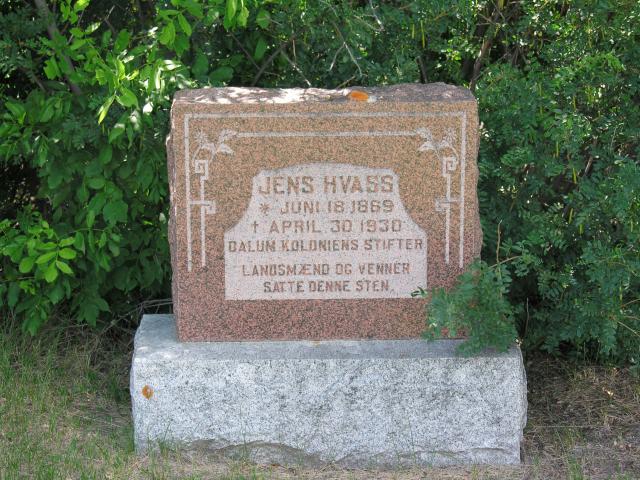 JENS HVASS
* JUNI 18 1869
† APRIL 30 1930
DALUM KOLONIENS STIFTER
LANDSMÆND OG VENNER
SATTE DENNE STEN